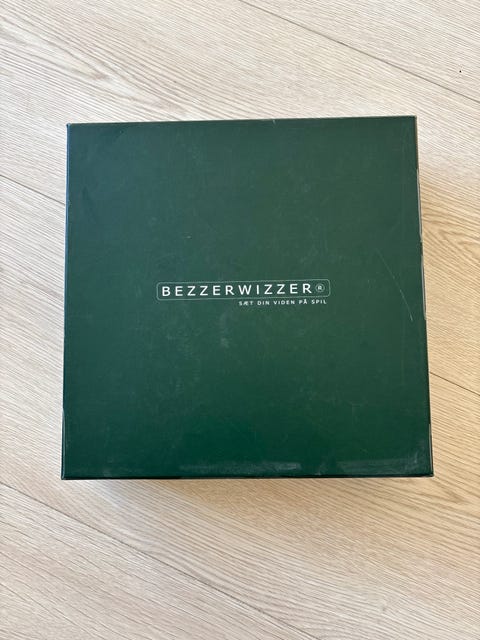 BEZZERWIZZER®
SÆT DIN VIDEN PÅ SPIL